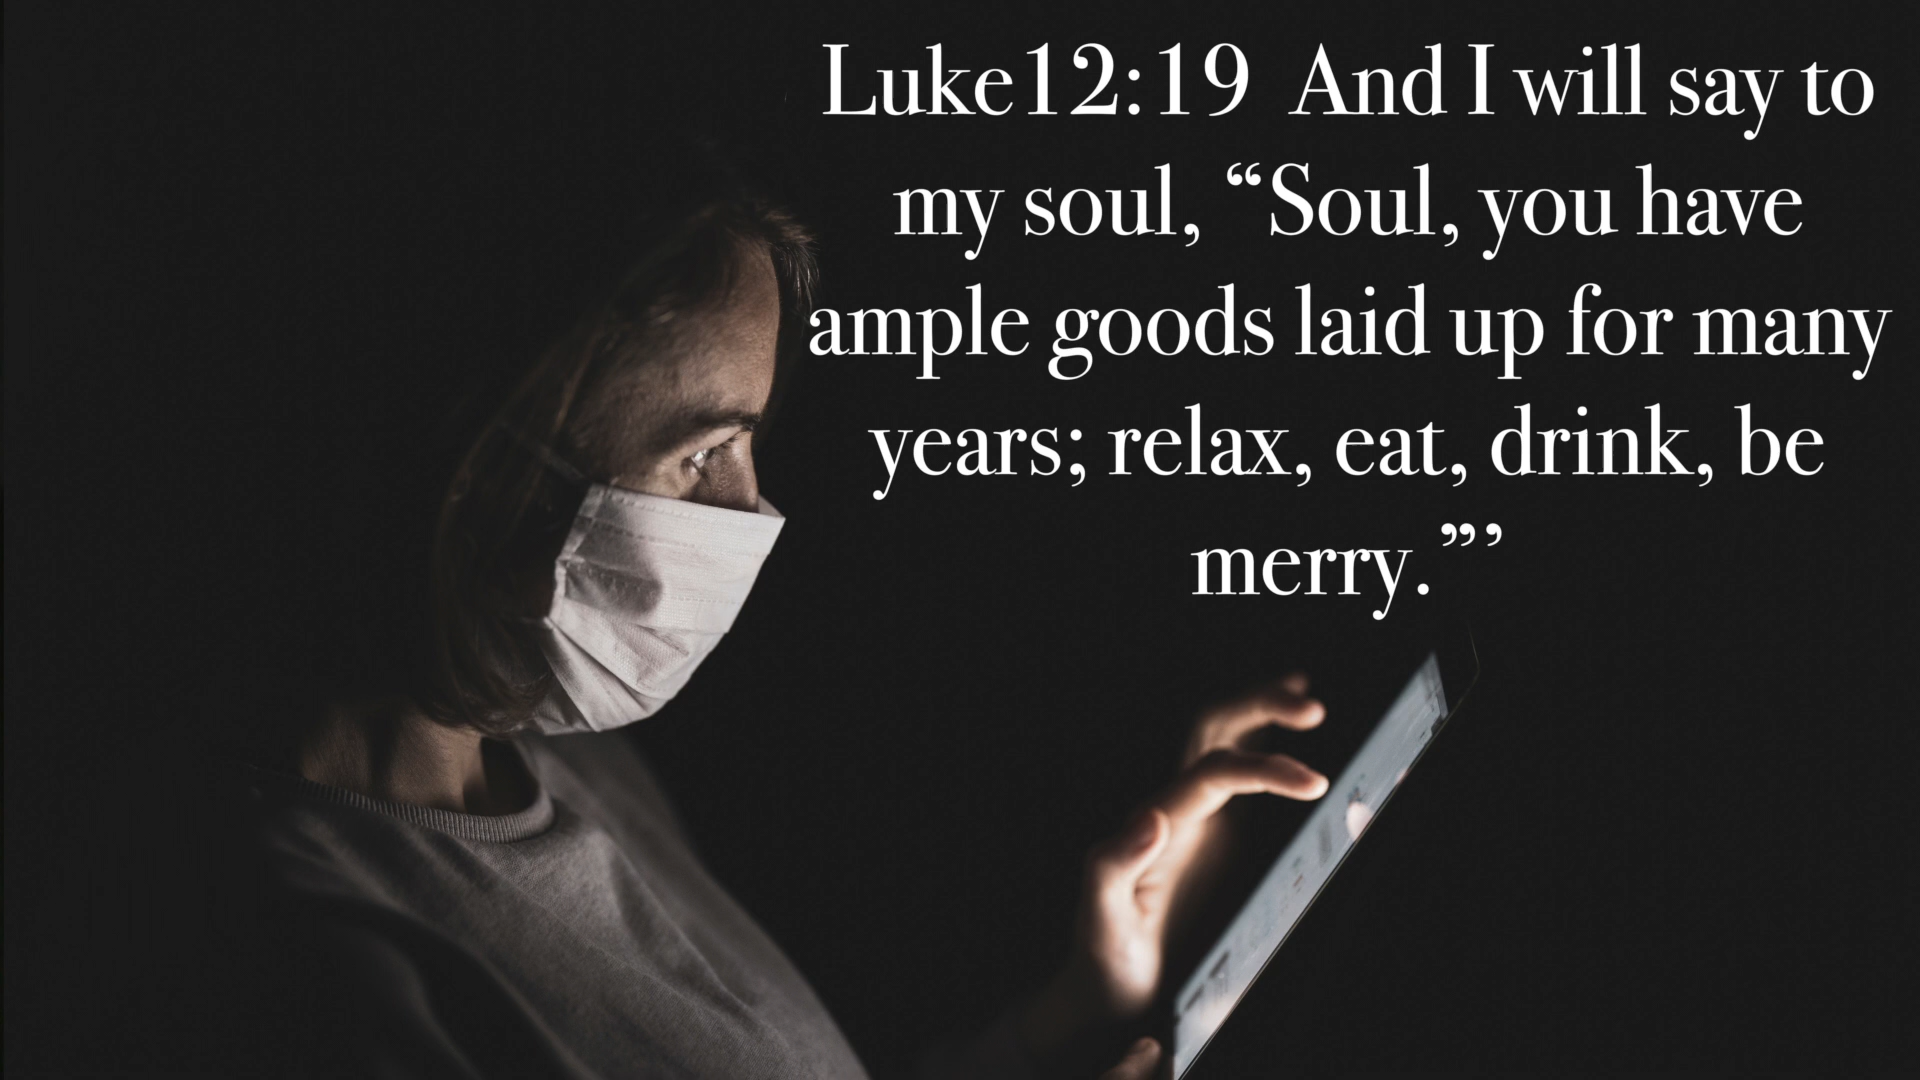 Luke12:19  And I will say to
my soul, “Soul, you have
ample goods laid up for many
years; relax, eat, drink, be
merry.”’